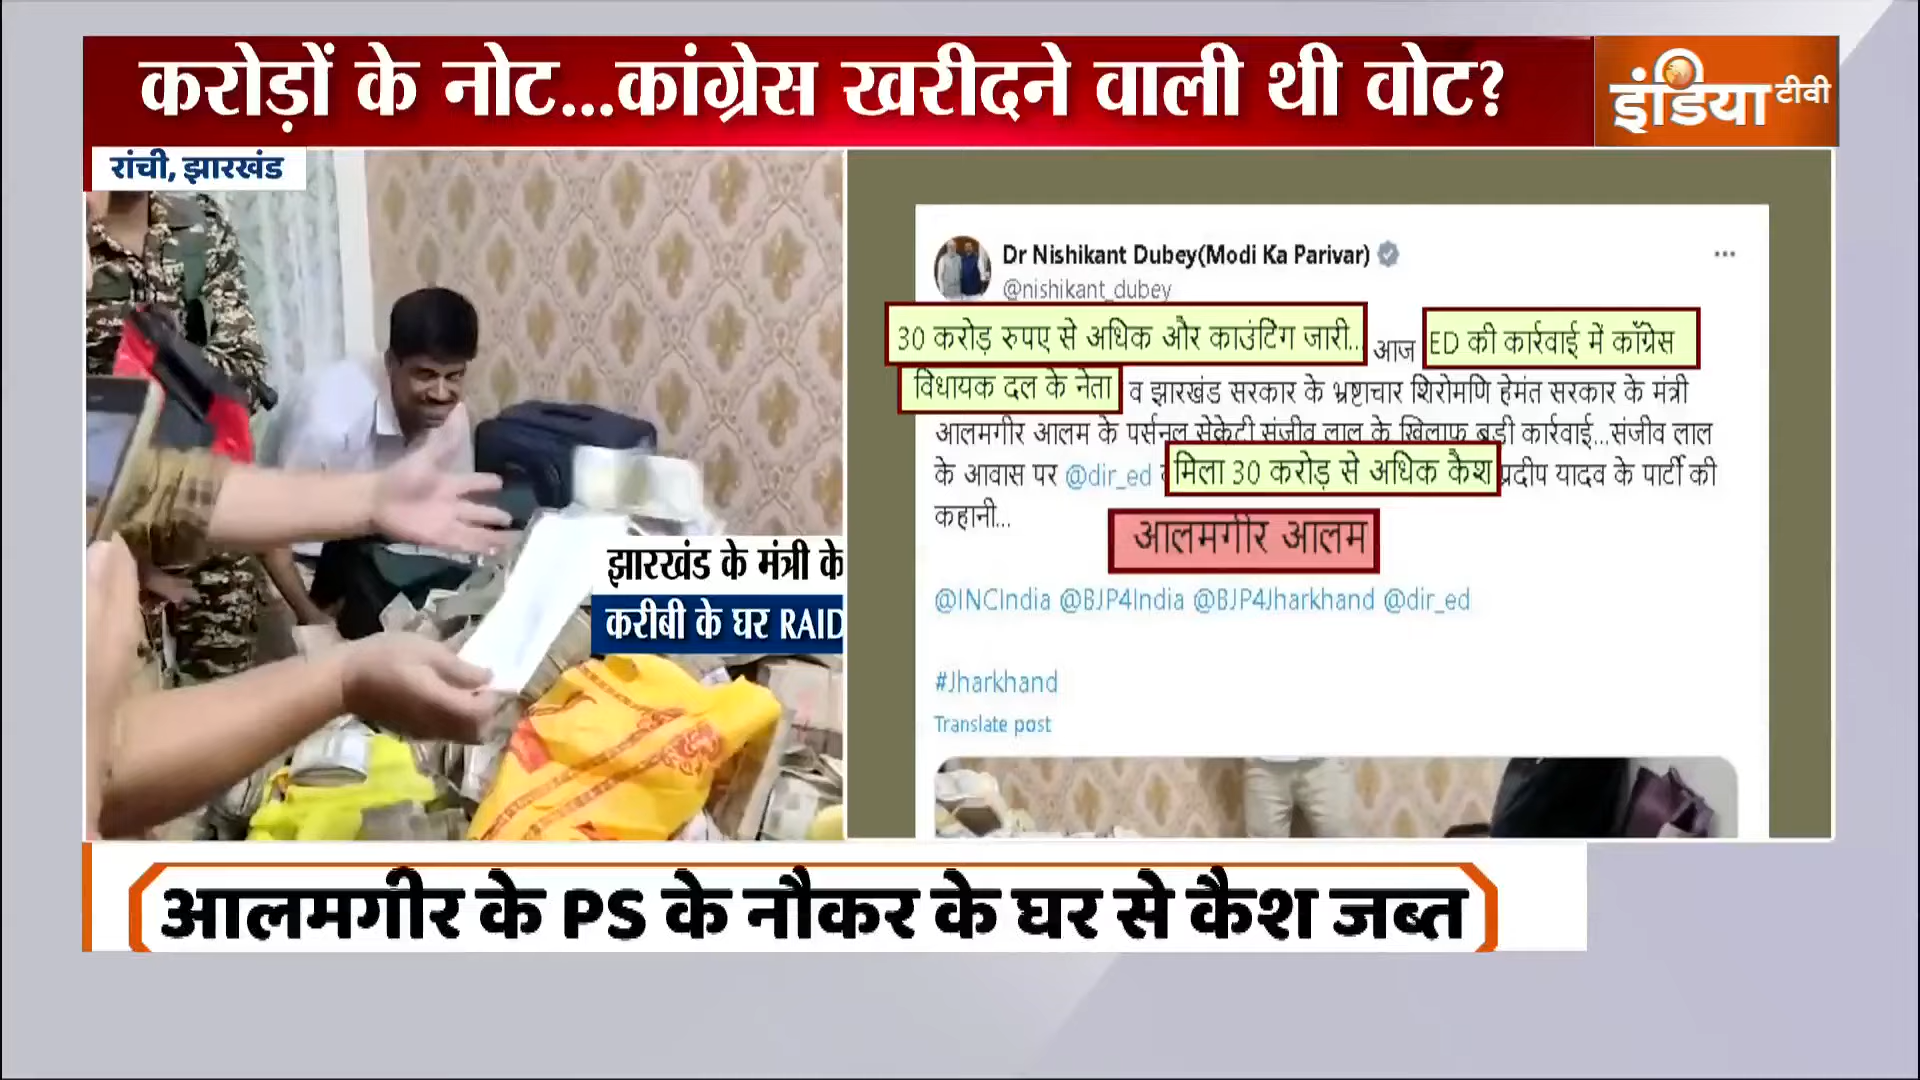 करोड़ों के नोट...कांग्रेस खरीदने वाली थी वोट?
इंडिया टीवी
रांची, झारखंड
झारखंड के मंत्री के
करीबी के घर RAID
Dr Nishikant Dubey(Modi Ka Parivar)
@nishikant_dubey
30 करोड़ रुपए से अधिक और काउंटिंग जारी... आज ED की कार्रवाई में कॉंग्रेस
विधायक दल के नेता व झारखंड सरकार के भ्रष्टाचार शिरोमणि हेमंत सरकार के मंत्री
आलमगीर आलम के पर्सनल सेक्रेटी संजीव लाल के खिलाफ बड़ी कार्रवाई...संजीव लाल
के आवास पर @dir_ed मिला 30 करोड़ से अधिक कैश प्रदीप यादव के पार्टी की
कहानी...
आलमगीर आलम
@INCIndia @BJP4India @BJP4Jharkhand @dir_ed
#Jharkhand
Translate post
आलमगीर के PS के नौकर के घर से कैश जब्त